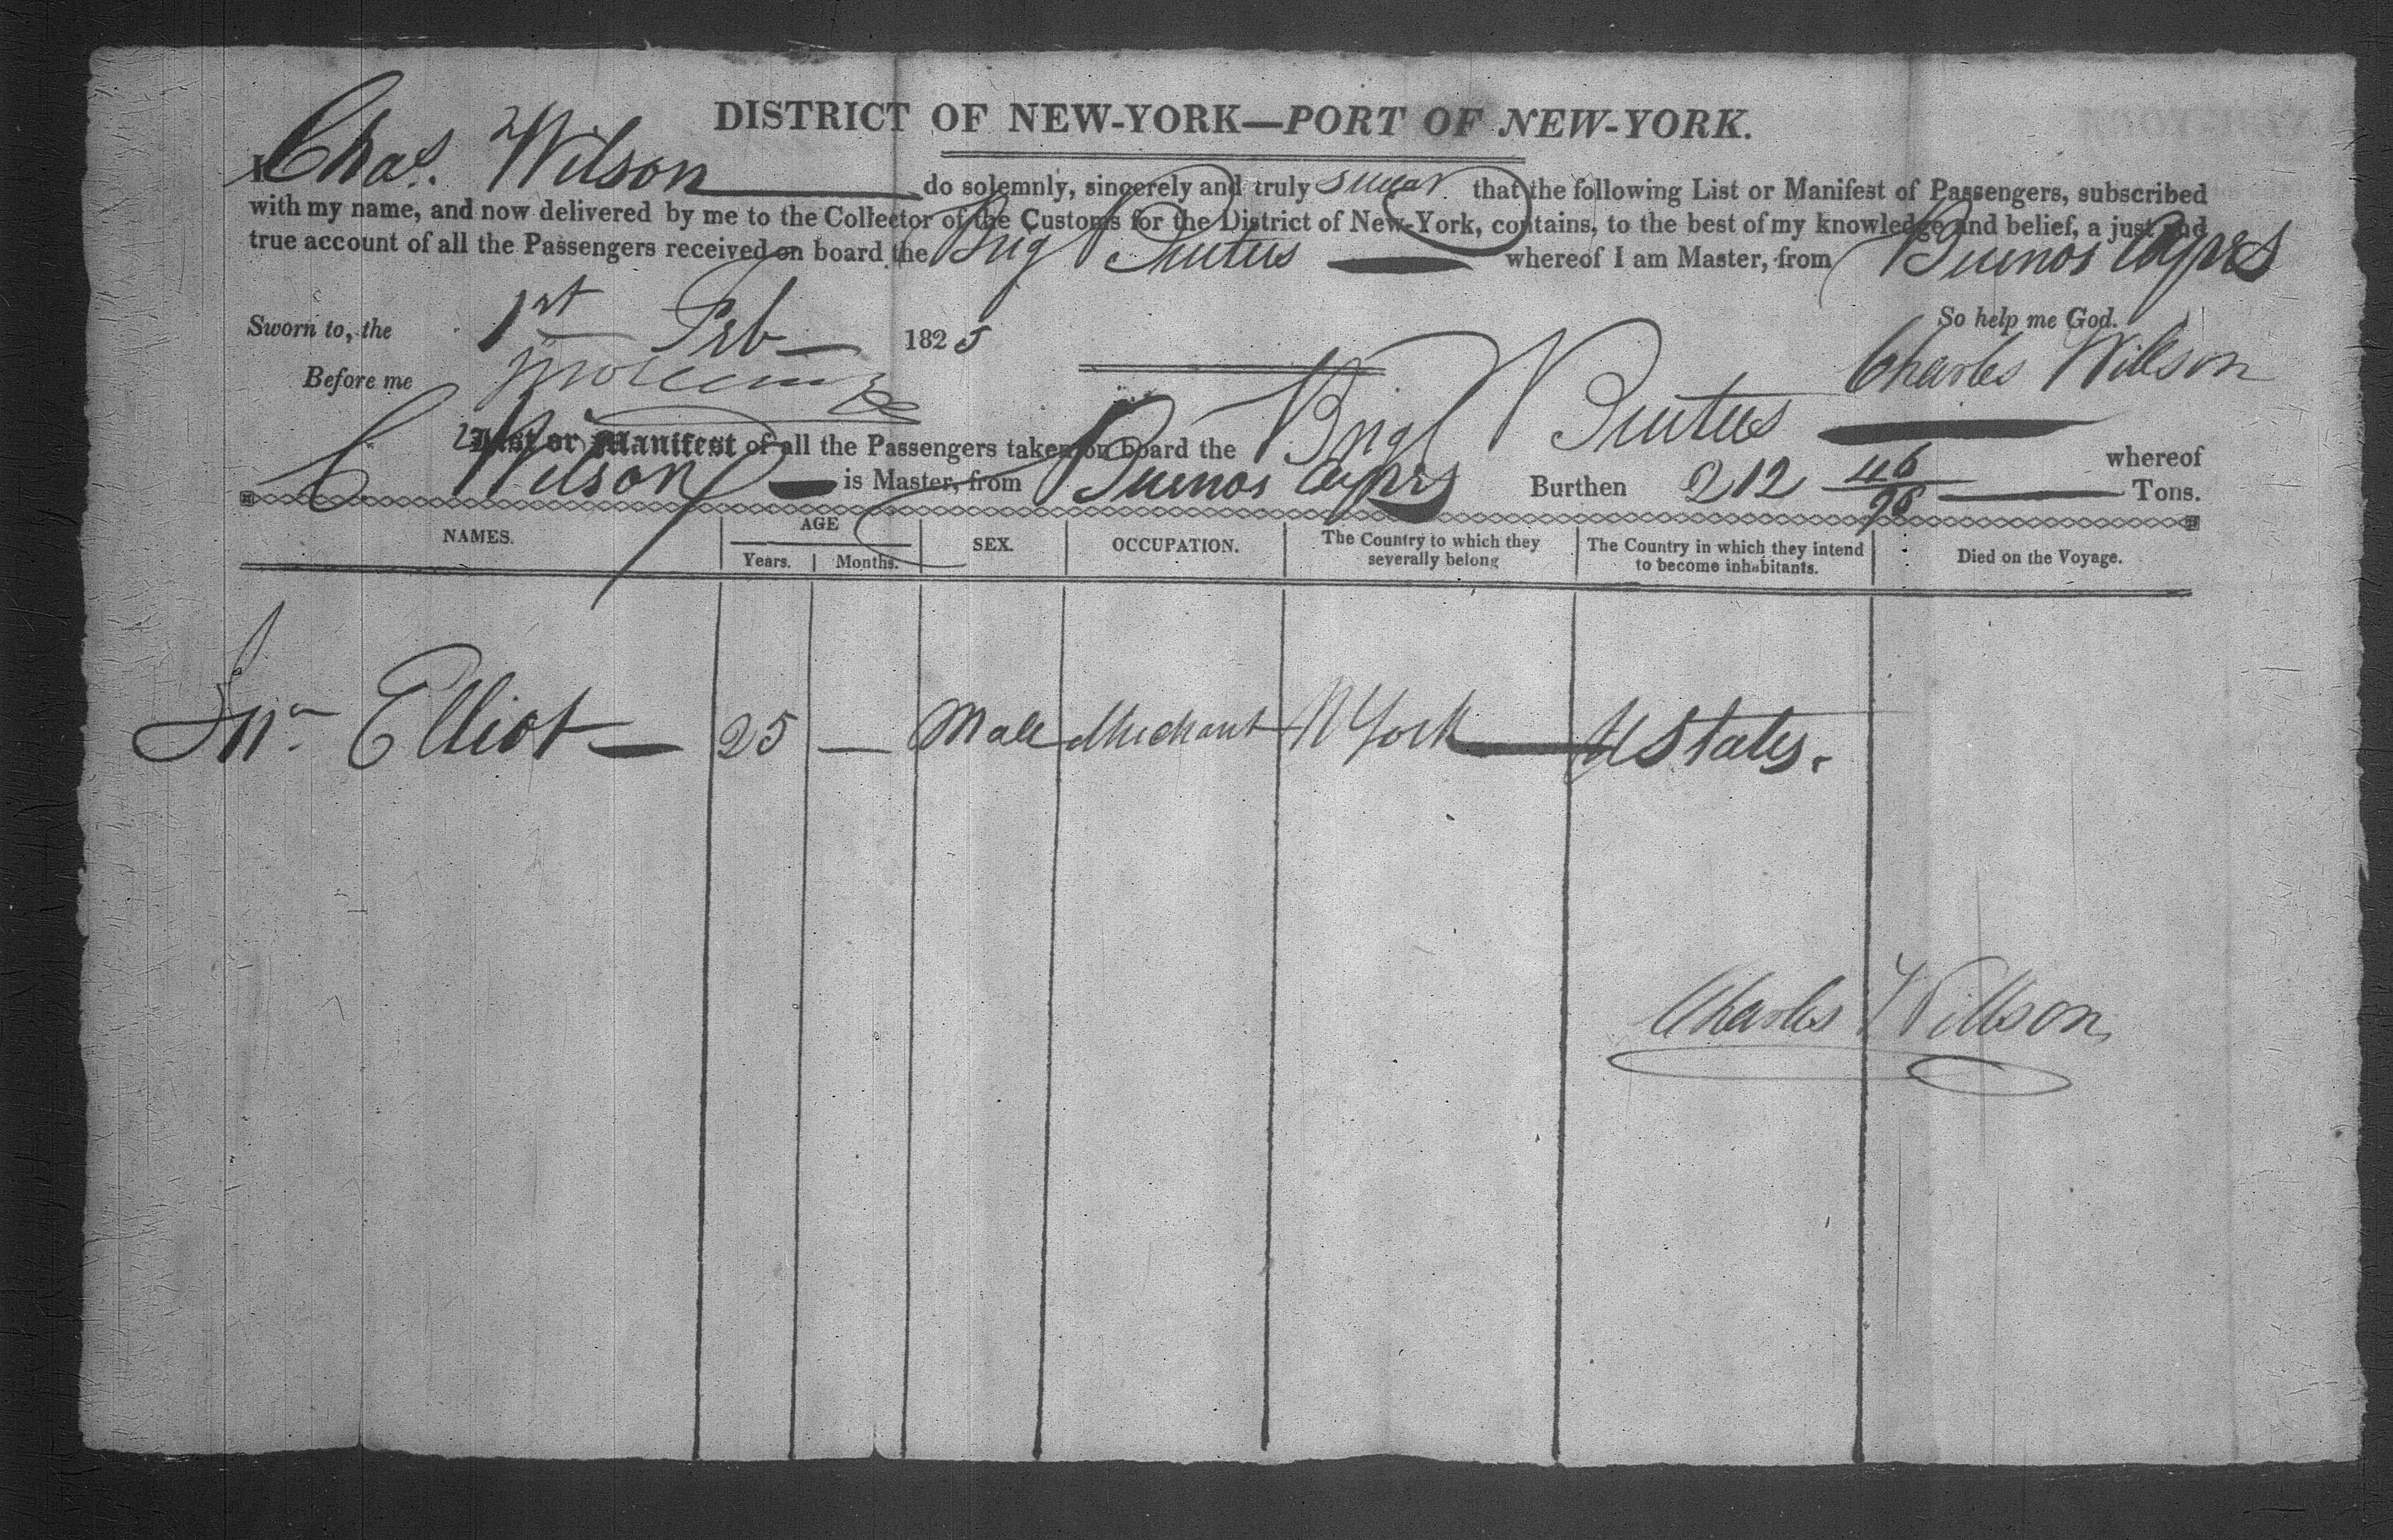 DISTRICT OF NEW-YORK—PORT OF NEW-YORK.
I Chas. Wilson do solemnly, sincerely and truly swear that the following List or Manifest of Passengers, subscribed
with my name, and now delivered by me to the Collector of the Customs for the District of New-York, contains, to the best of my knowledge and belief, a just and
true account of all the Passengers received on board the Brig Brutus whereof I am Master, from Buenos Ayres
So help me God.
Sworn to, the 1st Feb 1825
Charles Willson
Before me
List or Manifest of all the Passengers taken on board the Brig Brutus whereof
C Wilson is Master, from Buenos Ayres Burthen 212 46/95 Tons.
NAMES. AGE Years. Months. SEX. OCCUPATION. The Country to which they severally belong The Country in which they intend to become inhabitants. Died on the Voyage.
Jno Elliot — 25 — Male Merchant N York — U States.
Charles Willson